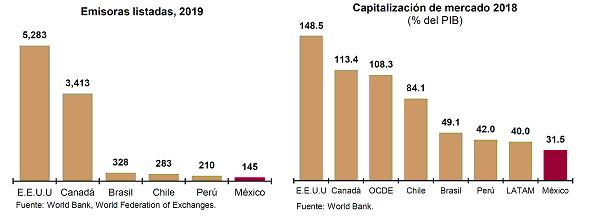 Emisoras listadas, 2019
5,283
3,413
328
283
210
145
E.E.U.U Canadá Brasil Chile Perú México
Fuente: World Bank, World Federation of Exchanges.
Capitalización de mercado 2018
(% del PIB)
148.5
113.4
108.3
84.1
49.1
42.0
40.0
31.5
E.E.U.U Canadá OCDE Chile Brasil Perú LATAM México
Fuente: World Bank.